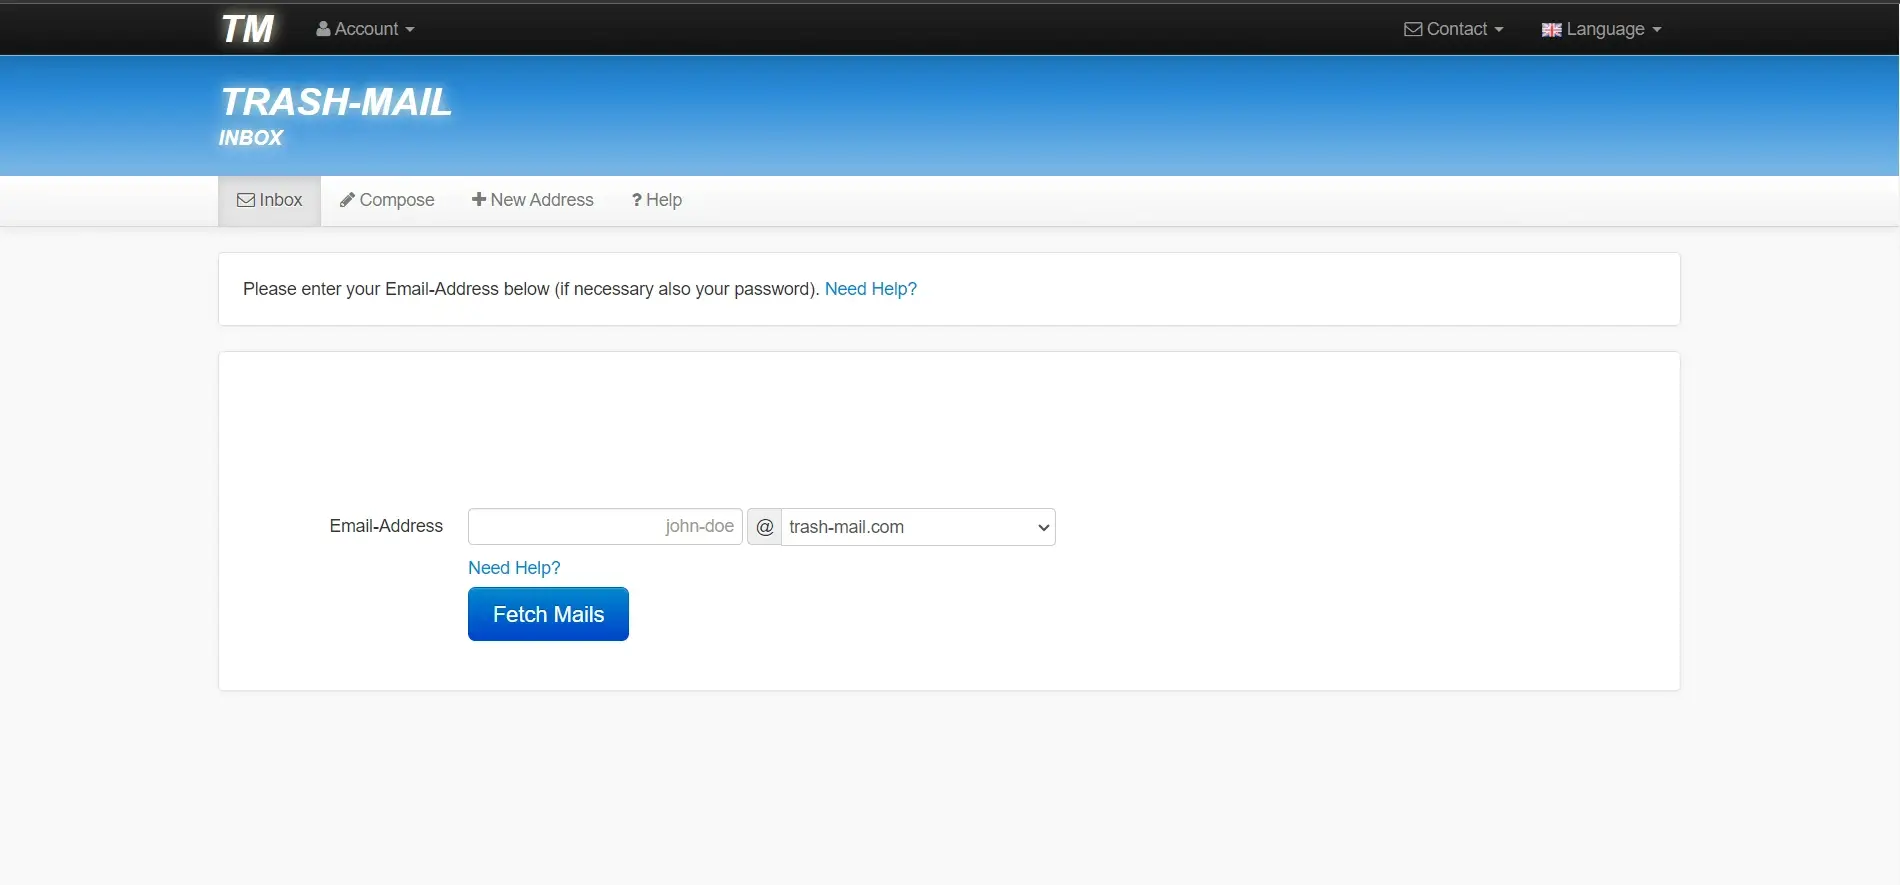 TM Account Contact Language
TRASH-MAIL
INBOX
Inbox Compose New Address ? Help
Please enter your Email-Address below (if necessary also your password). Need Help?
Email-Address john-doe @ trash-mail.com
Need Help?
Fetch Mails